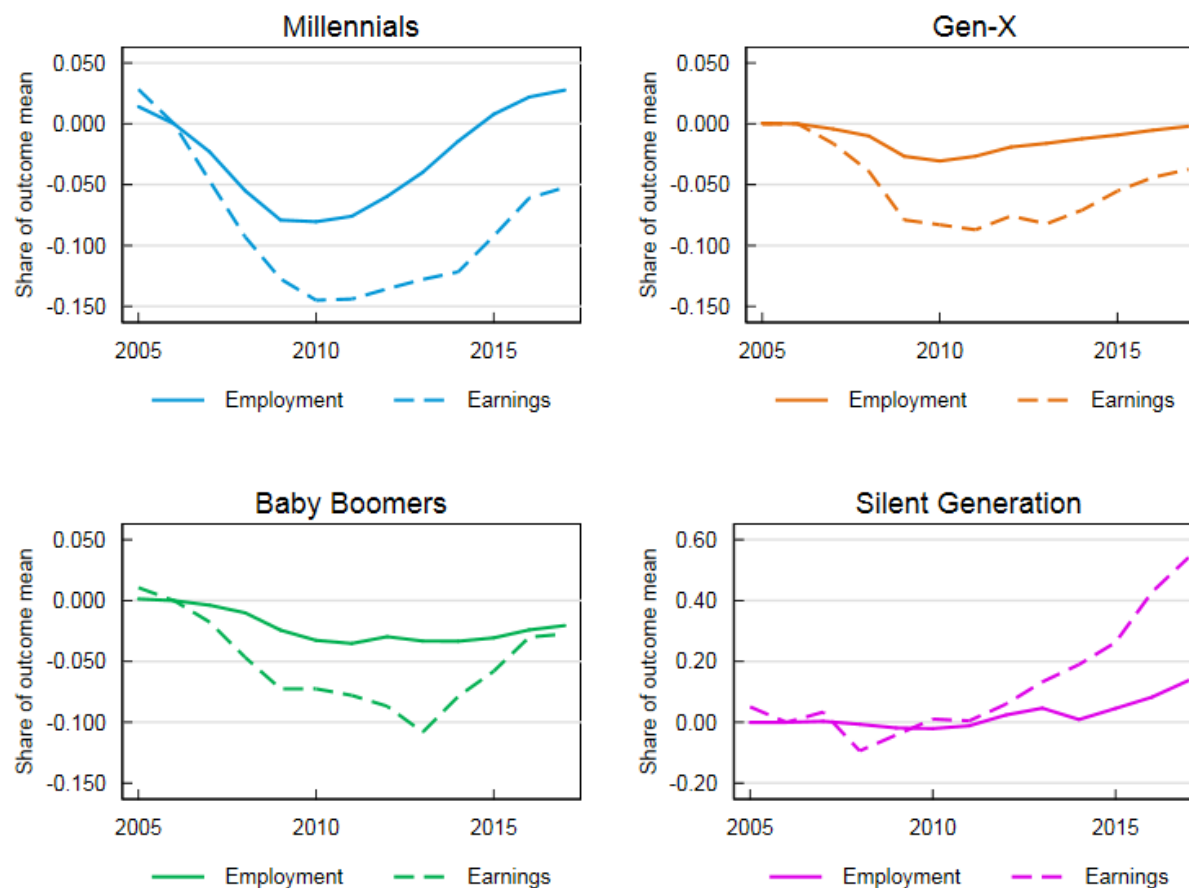 Millennials
Share of outcome mean
0.050
0.000
-0.050
-0.100
-0.150
2005 2010 2015
Employment Earnings
Gen-X
Share of outcome mean
0.050
0.000
-0.050
-0.100
-0.150
2005 2010 2015
Employment Earnings
Baby Boomers
Share of outcome mean
0.050
0.000
-0.050
-0.100
-0.150
2005 2010 2015
Employment Earnings
Silent Generation
Share of outcome mean
0.60
0.40
0.20
0.00
-0.20
2005 2010 2015
Employment Earnings